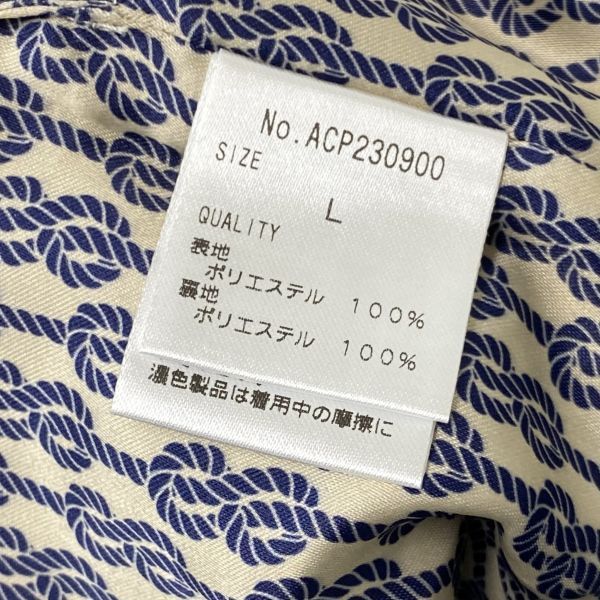 No.ACP230900
SIZE
L
QUALITY
表地
ポリエステル 100%
裏地
ポリエステル 100%
濃色製品は着用中の摩擦に